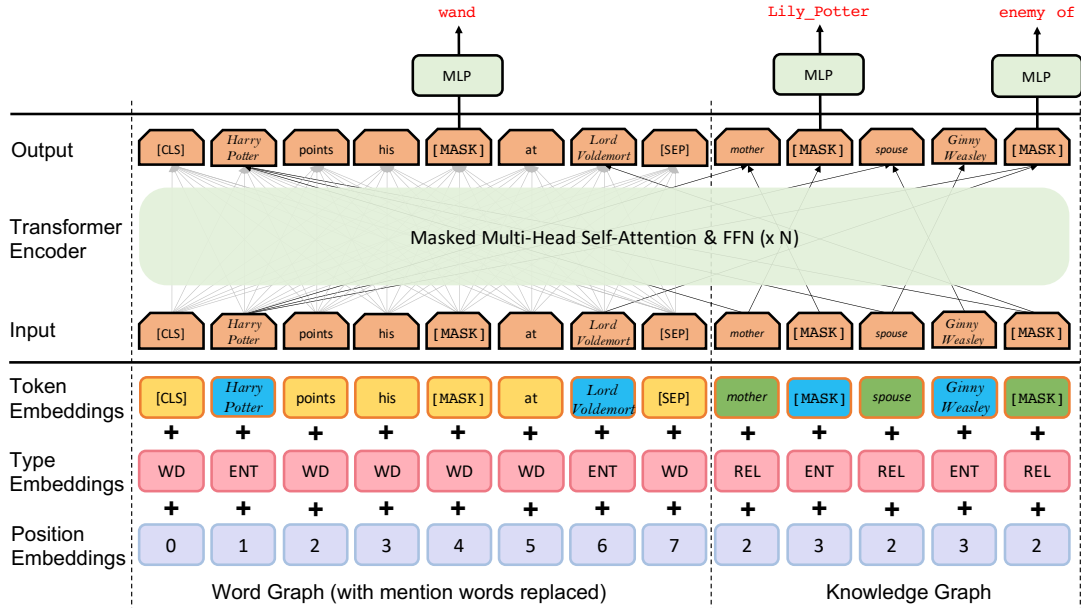 wand Lily_Potter enemy of
MLP MLP MLP
Output [CLS] Harry Potter points his [MASK] at Lord Voldemort [SEP] mother [MASK] spouse Ginny Weasley [MASK]
Transformer Encoder
Masked Multi-Head Self-Attention & FFN (x N)
Input [CLS] Harry Potter points his [MASK] at Lord Voldemort [SEP] mother [MASK] spouse Ginny Weasley [MASK]
Token Embeddings [CLS] Harry Potter points his [MASK] at Lord Voldemort [SEP] mother [MASK] spouse Ginny Weasley [MASK]
+ + + + + + + + + + + + +
Type Embeddings WD ENT WD WD WD WD ENT WD REL ENT REL ENT REL
+ + + + + + + + + + + + +
Position Embeddings 0 1 2 3 4 5 6 7 2 3 2 3 2
Word Graph (with mention words replaced) Knowledge Graph